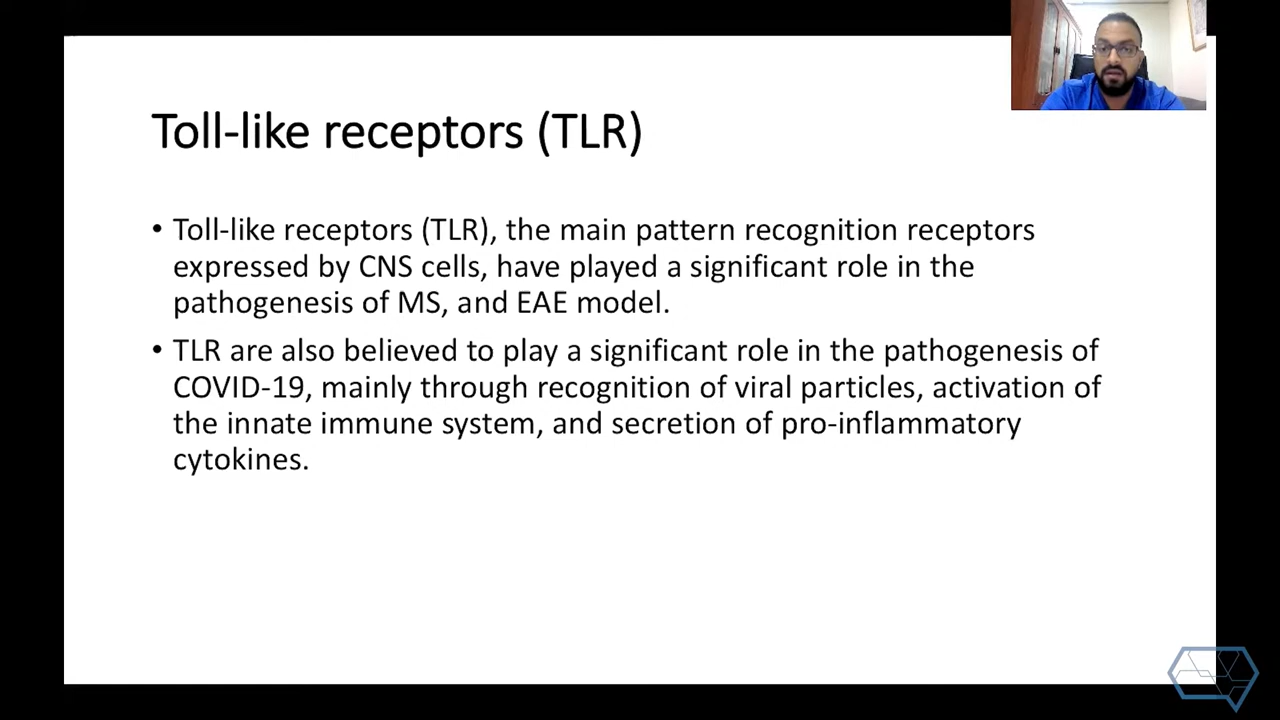 Toll-like receptors (TLR)
• Toll-like receptors (TLR), the main pattern recognition receptors
expressed by CNS cells, have played a significant role in the
pathogenesis of MS, and EAE model.
• TLR are also believed to play a significant role in the pathogenesis of
COVID-19, mainly through recognition of viral particles, activation of
the innate immune system, and secretion of pro-inflammatory
cytokines.